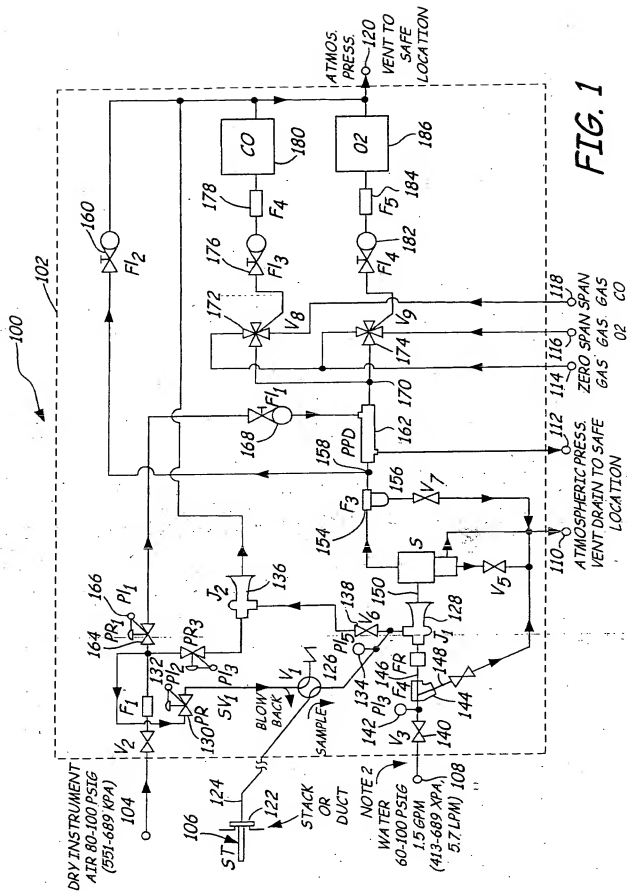 100
102
DRY INSTRUMENT
AIR 80-100 PSIG
(551-689 KPA)
104
V2
F1
164
PR1
PI1
166
132
PI2
PR
130
PR3
PI3
SV1
BLOW
BACK
SAMPLE
V1
126
J2
136
PI5
134
138
V6
J1
128
124
106
122
ST
STACK
OR
DUCT
NOTE 2
WATER
60-100 PSIG
1.5 GPM
(413-689 XPA,
5.7 LPM)
108
V3
140
142
PI3
F4
144
146
FR
148
150
S
V5
F3
154
156
V7
158
PPD
162
168
FI1
160
FI2
170
172
V8
174
V9
176
FI3
178
F4
CO
180
182
FI4
184
F5
O2
186
ATMOS.
PRESS.
120
VENT TO
SAFE
LOCATION
110
ATMOSPHERIC PRESS.
VENT DRAIN TO SAFE
LOCATION
112
114
ZERO
GAS
116
SPAN
GAS
O2
118
SPAN
GAS
CO
FIG. 1